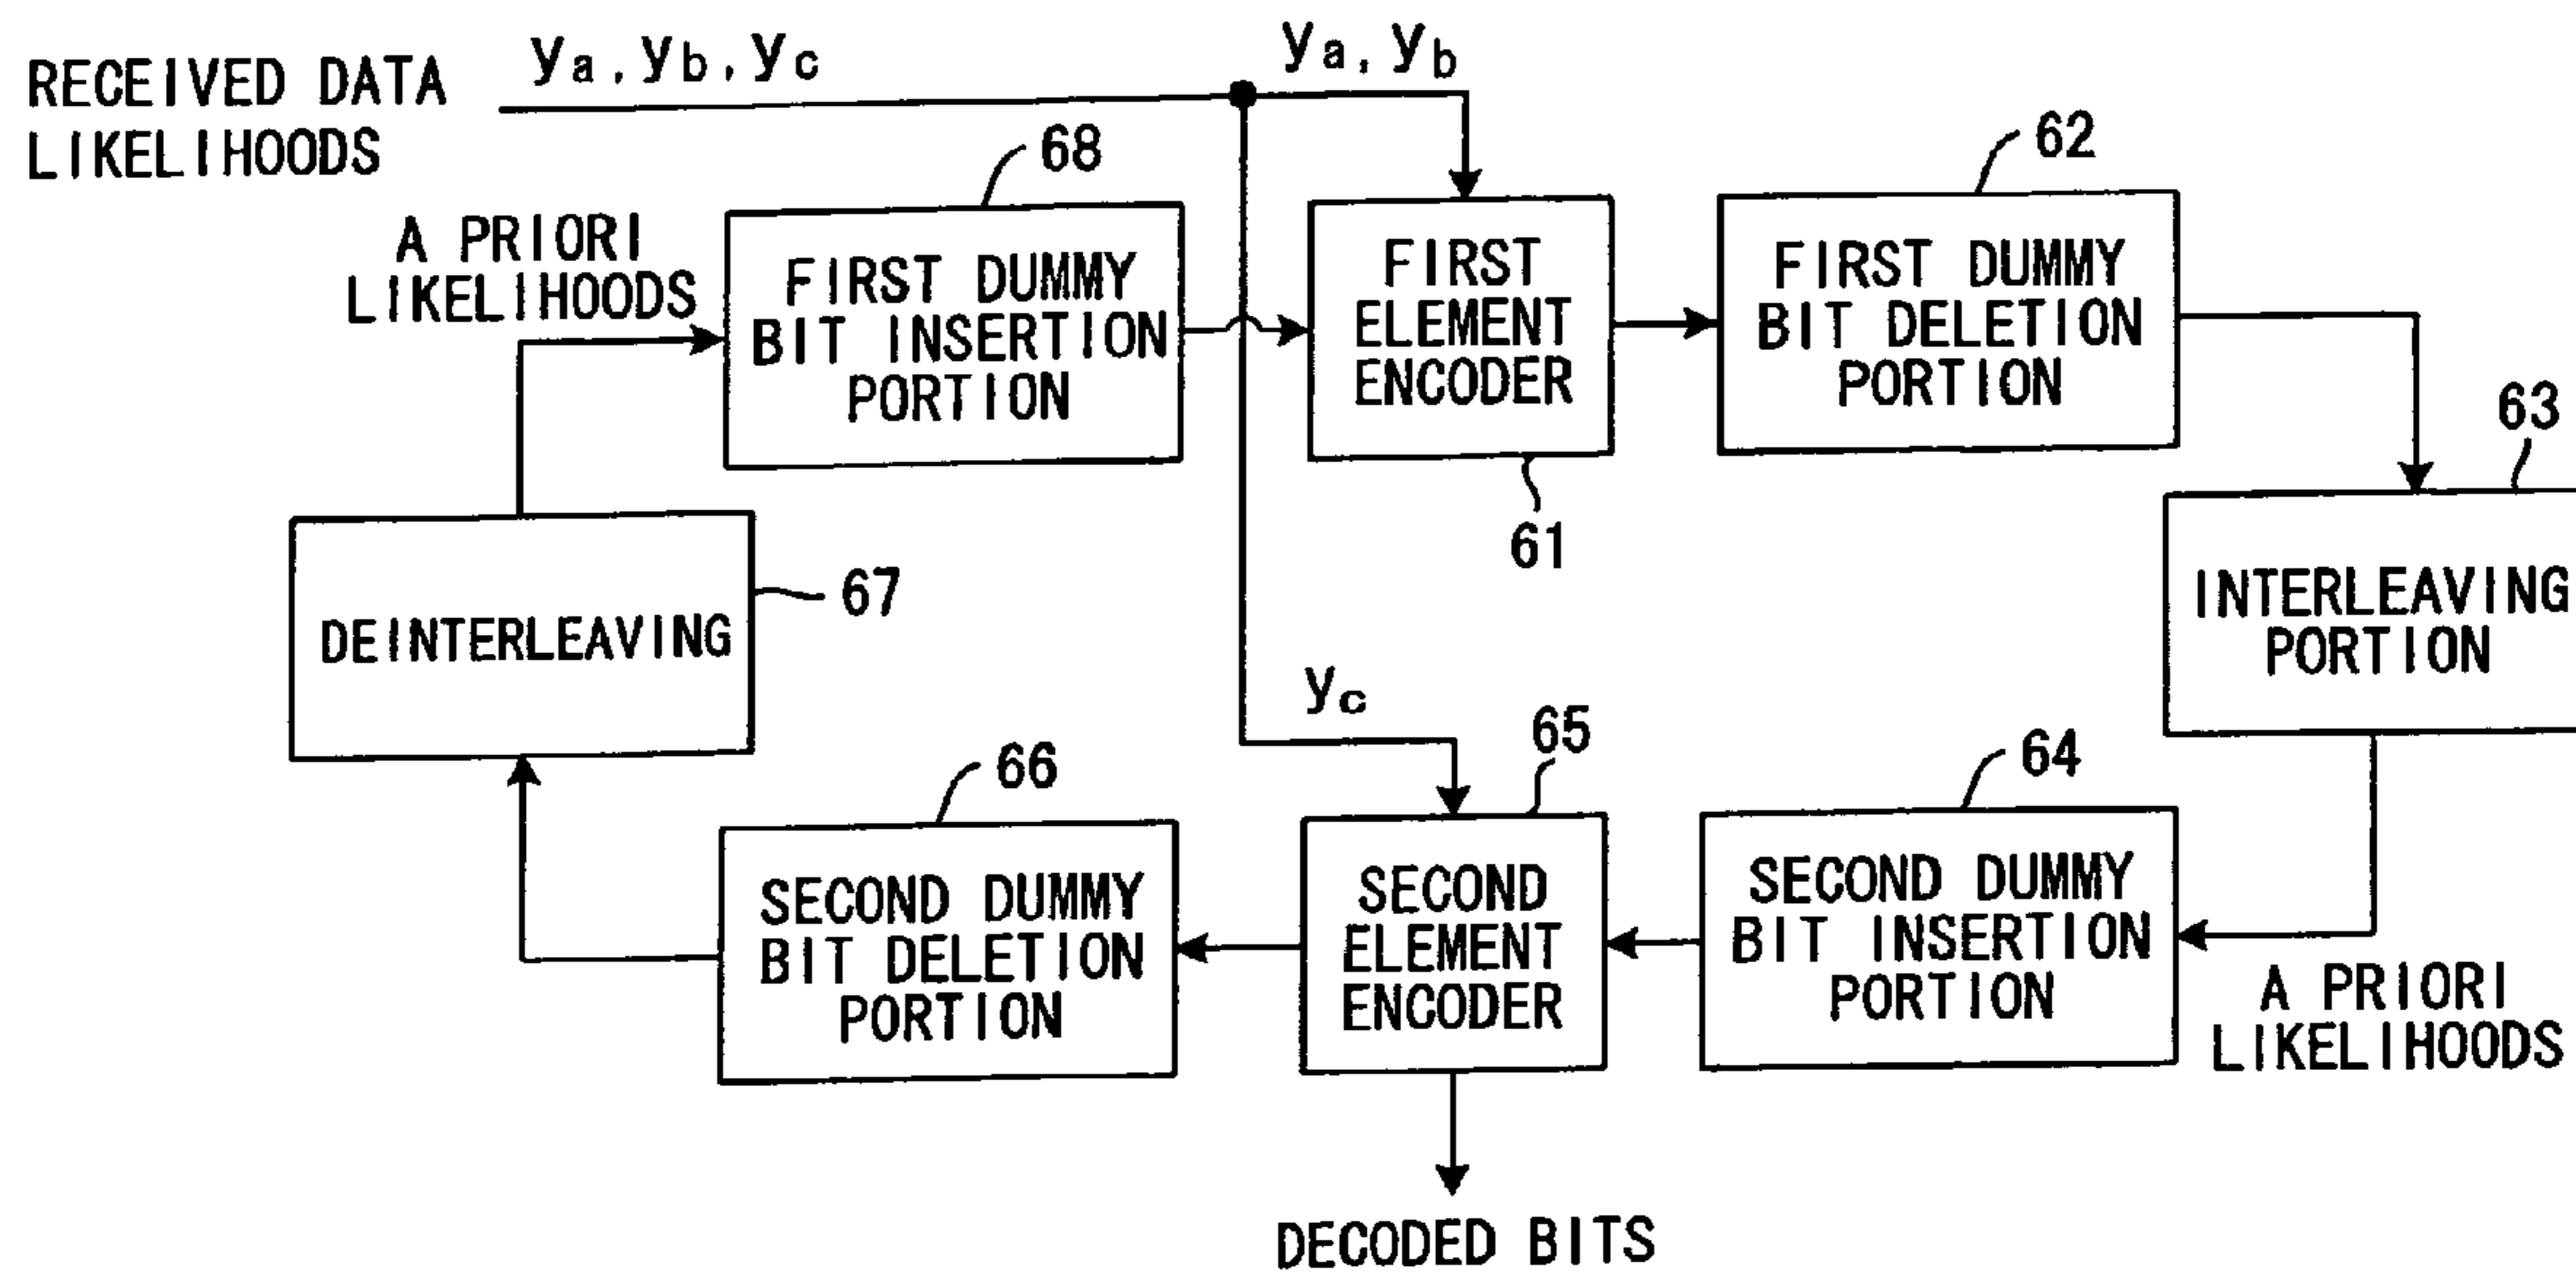 RECEIVED DATA
LIKELIHOODS
ya, yb, yc
ya, yb
A PRIORI
LIKELIHOODS
68
FIRST DUMMY
BIT INSERTION
PORTION
FIRST
ELEMENT
ENCODER
61
62
FIRST DUMMY
BIT DELETION
PORTION
63
INTERLEAVING
PORTION
DEINTERLEAVING
67
yc
66
SECOND DUMMY
BIT DELETION
PORTION
65
SECOND
ELEMENT
ENCODER
64
SECOND DUMMY
BIT INSERTION
PORTION
A PRIORI
LIKELIHOODS
DECODED BITS